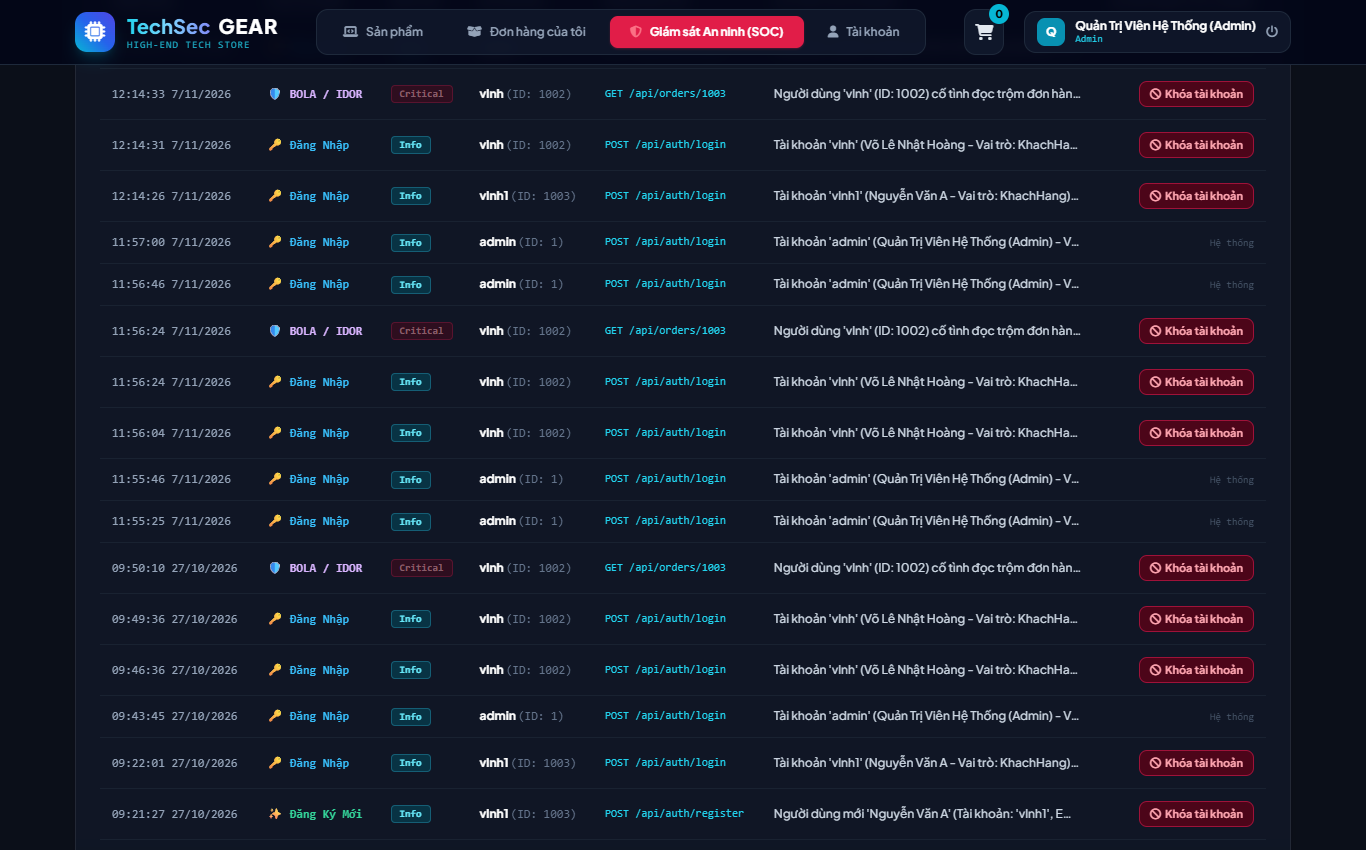 TechSec GEAR
HIGH-END TECH STORE
Sản phẩm
Đơn hàng của tôi
Giám sát An ninh (SOC)
Tài khoản
0
Q
Quản Trị Viên Hệ Thống (Admin)
Admin
12:14:33 7/11/2026 BOLA / IDOR Critical vlnh (ID: 1002) GET /api/orders/1003 Người dùng 'vlnh' (ID: 1002) cố tình đọc trộm đơn hàn... Khóa tài khoản
12:14:31 7/11/2026 Đăng Nhập Info vlnh (ID: 1002) POST /api/auth/login Tài khoản 'vlnh' (Võ Lê Nhật Hoàng - Vai trò: KhachHa... Khóa tài khoản
12:14:26 7/11/2026 Đăng Nhập Info vlnh1 (ID: 1003) POST /api/auth/login Tài khoản 'vlnh1' (Nguyễn Văn A - Vai trò: KhachHang)... Khóa tài khoản
11:57:00 7/11/2026 Đăng Nhập Info admin (ID: 1) POST /api/auth/login Tài khoản 'admin' (Quản Trị Viên Hệ Thống (Admin) - V... Hệ thống
11:56:46 7/11/2026 Đăng Nhập Info admin (ID: 1) POST /api/auth/login Tài khoản 'admin' (Quản Trị Viên Hệ Thống (Admin) - V... Hệ thống
11:56:24 7/11/2026 BOLA / IDOR Critical vlnh (ID: 1002) GET /api/orders/1003 Người dùng 'vlnh' (ID: 1002) cố tình đọc trộm đơn hàn... Khóa tài khoản
11:56:24 7/11/2026 Đăng Nhập Info vlnh (ID: 1002) POST /api/auth/login Tài khoản 'vlnh' (Võ Lê Nhật Hoàng - Vai trò: KhachHa... Khóa tài khoản
11:56:04 7/11/2026 Đăng Nhập Info vlnh (ID: 1002) POST /api/auth/login Tài khoản 'vlnh' (Võ Lê Nhật Hoàng - Vai trò: KhachHa... Khóa tài khoản
11:55:46 7/11/2026 Đăng Nhập Info admin (ID: 1) POST /api/auth/login Tài khoản 'admin' (Quản Trị Viên Hệ Thống (Admin) - V... Hệ thống
11:55:25 7/11/2026 Đăng Nhập Info admin (ID: 1) POST /api/auth/login Tài khoản 'admin' (Quản Trị Viên Hệ Thống (Admin) - V... Hệ thống
09:50:10 27/10/2026 BOLA / IDOR Critical vlnh (ID: 1002) GET /api/orders/1003 Người dùng 'vlnh' (ID: 1002) cố tình đọc trộm đơn hàn... Khóa tài khoản
09:49:36 27/10/2026 Đăng Nhập Info vlnh (ID: 1002) POST /api/auth/login Tài khoản 'vlnh' (Võ Lê Nhật Hoàng - Vai trò: KhachHa... Khóa tài khoản
09:46:36 27/10/2026 Đăng Nhập Info vlnh (ID: 1002) POST /api/auth/login Tài khoản 'vlnh' (Võ Lê Nhật Hoàng - Vai trò: KhachHa... Khóa tài khoản
09:43:45 27/10/2026 Đăng Nhập Info admin (ID: 1) POST /api/auth/login Tài khoản 'admin' (Quản Trị Viên Hệ Thống (Admin) - V... Hệ thống
09:22:01 27/10/2026 Đăng Nhập Info vlnh1 (ID: 1003) POST /api/auth/login Tài khoản 'vlnh1' (Nguyễn Văn A - Vai trò: KhachHang)... Khóa tài khoản
09:21:27 27/10/2026 Đăng Ký Mới Info vlnh1 (ID: 1003) POST /api/auth/register Người dùng mới 'Nguyễn Văn A' (Tài khoản: 'vlnh1', E... Khóa tài khoản